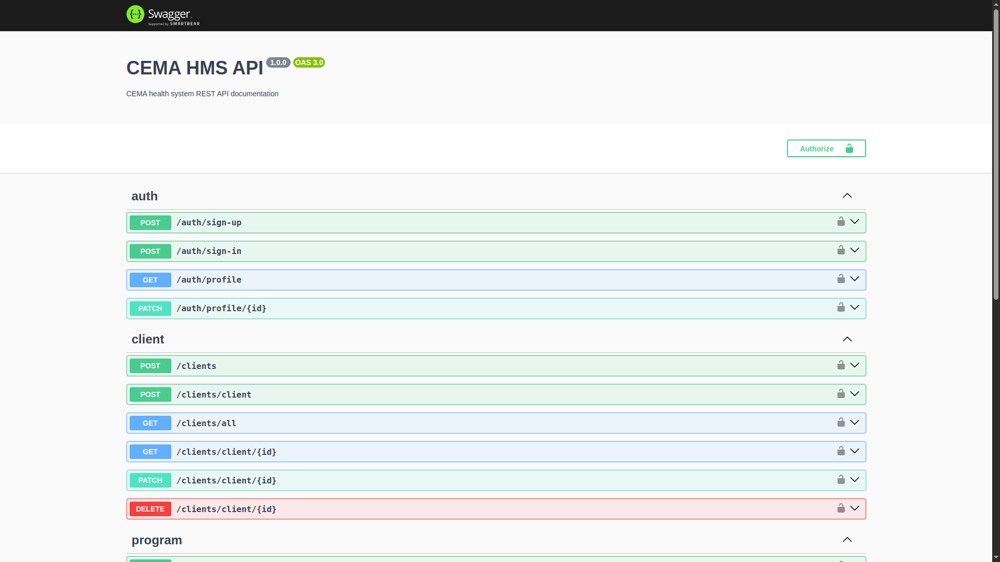 {...} Swagger
Supported by SMARTBEAR
CEMA HMS API 1.0.0 OAS 3.0
CEMA health system REST API documentation
Authorize
auth
POST /auth/sign-up
POST /auth/sign-in
GET /auth/profile
PATCH /auth/profile/{id}
client
POST /clients
POST /clients/client
GET /clients/all
GET /clients/client/{id}
PATCH /clients/client/{id}
DELETE /clients/client/{id}
program